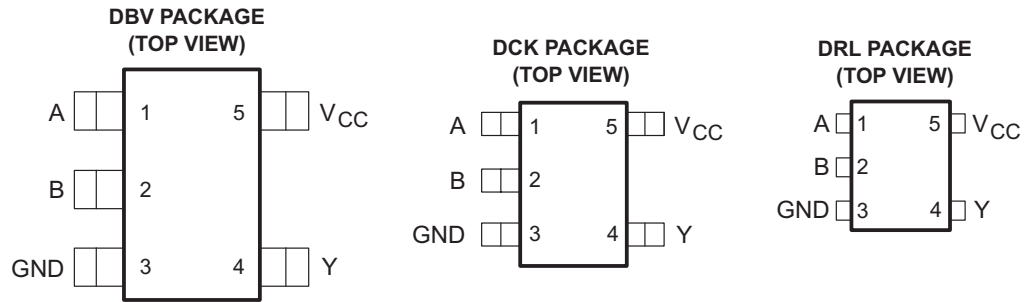 DBV PACKAGE
(TOP VIEW)
A 1 5 VCC
B 2
GND 3 4 Y
DCK PACKAGE
(TOP VIEW)
A 1 5 VCC
B 2
GND 3 4 Y
DRL PACKAGE
(TOP VIEW)
A 1 5 VCC
B 2
GND 3 4 Y